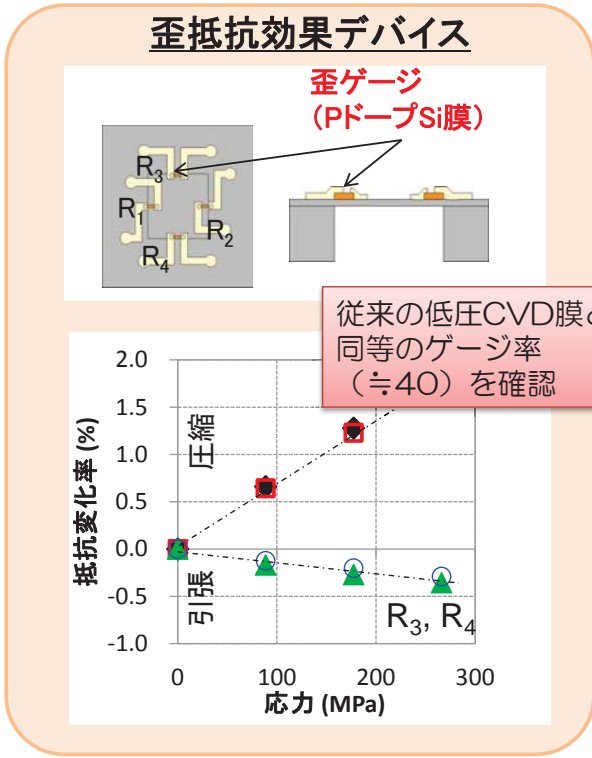 歪抵抗効果デバイス
歪ゲージ
(PドープSi膜)
R3
R1
R2
R4
従来の低圧CVD膜
同等のゲージ率
(≒40)を確認
抵抗変化率 (%)
2.0
1.5
1.0
0.5
0.0
-0.5
-1.0
圧縮
引張
R3, R4
0
100
200
300
応力 (MPa)